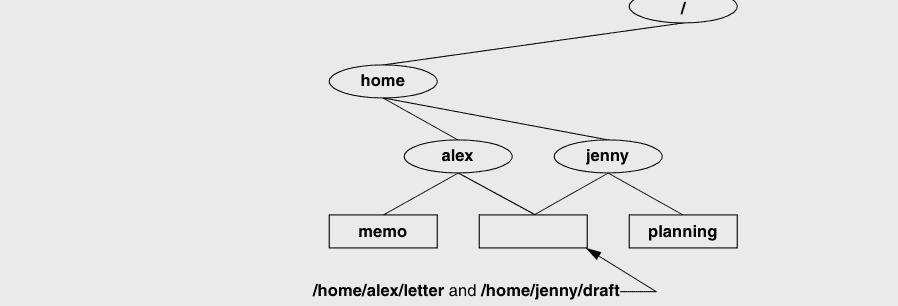 /
home
alex jenny
memo planning
/home/alex/letter and /home/jenny/draft